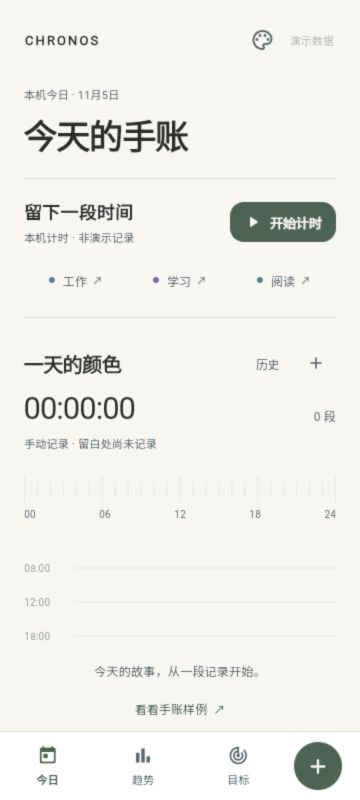 CHRONOS
演示数据
本机今日 · 11月5日
今天的手账
留下一段时间
本机计时 · 非演示记录
开始计时
工作 ↗
学习 ↗
阅读 ↗
一天的颜色
历史
+
00:00:00
0 段
手动记录 · 留白处尚未记录
00 06 12 18 24
08:00
12:00
18:00
今天的故事，从一段记录开始。
看看手账样例 ↗
今日
趋势
目标
+